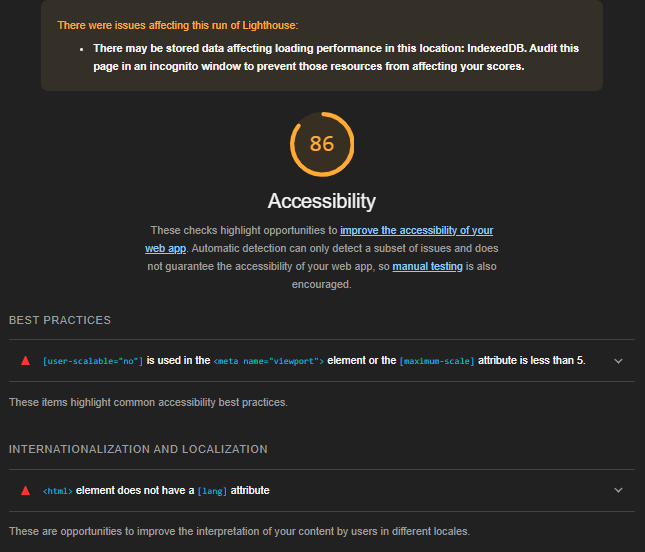 There were issues affecting this run of Lighthouse:
• There may be stored data affecting loading performance in this location: IndexedDB. Audit this
page in an incognito window to prevent those resources from affecting your scores.
86
Accessibility
These checks highlight opportunities to improve the accessibility of your
web app. Automatic detection can only detect a subset of issues and does
not guarantee the accessibility of your web app, so manual testing is also
encouraged.
BEST PRACTICES
[user-scalable="no"] is used in the <meta name="viewport"> element or the [maximum-scale] attribute is less than 5.
These items highlight common accessibility best practices.
INTERNATIONALIZATION AND LOCALIZATION
<html> element does not have a [lang] attribute
These are opportunities to improve the interpretation of your content by users in different locales.